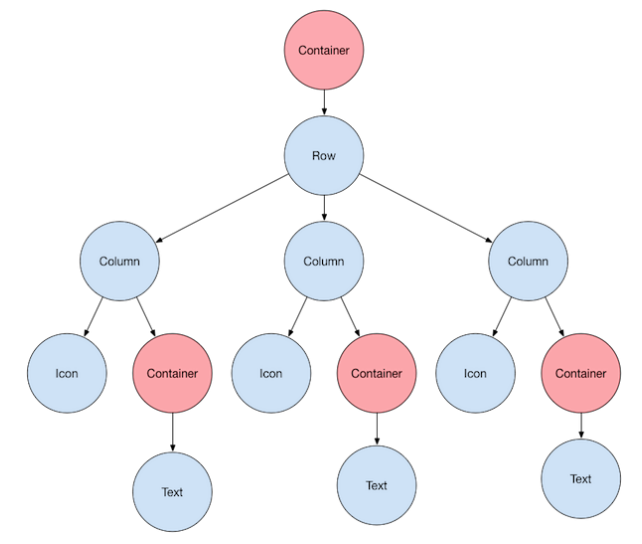 Container
Row
Column
Column
Column
Icon
Container
Icon
Container
Icon
Container
Text
Text
Text